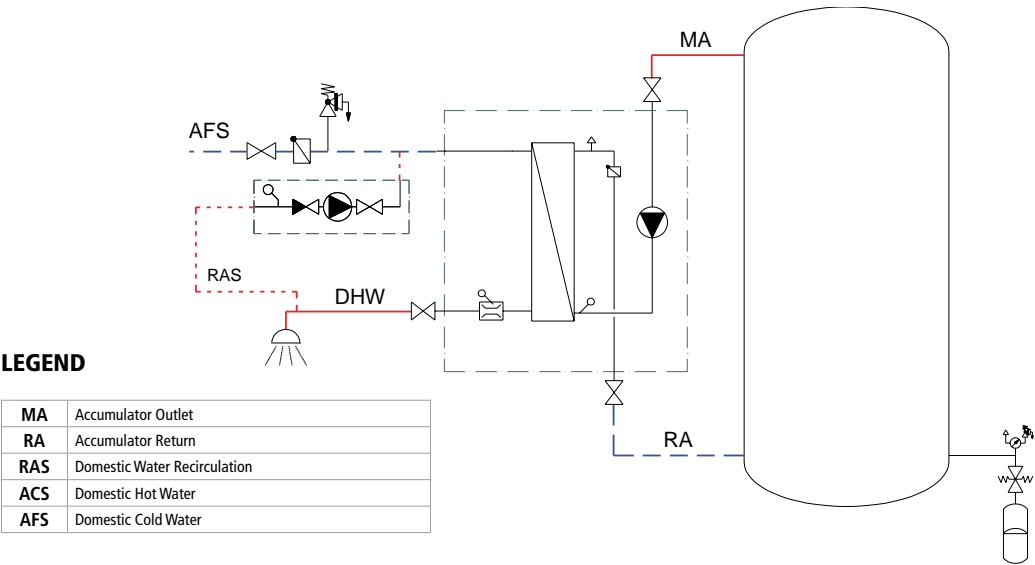 MA
AFS
RAS
DHW
RA
LEGEND
MA Accumulator Outlet
RA Accumulator Return
RAS Domestic Water Recirculation
ACS Domestic Hot Water
AFS Domestic Cold Water